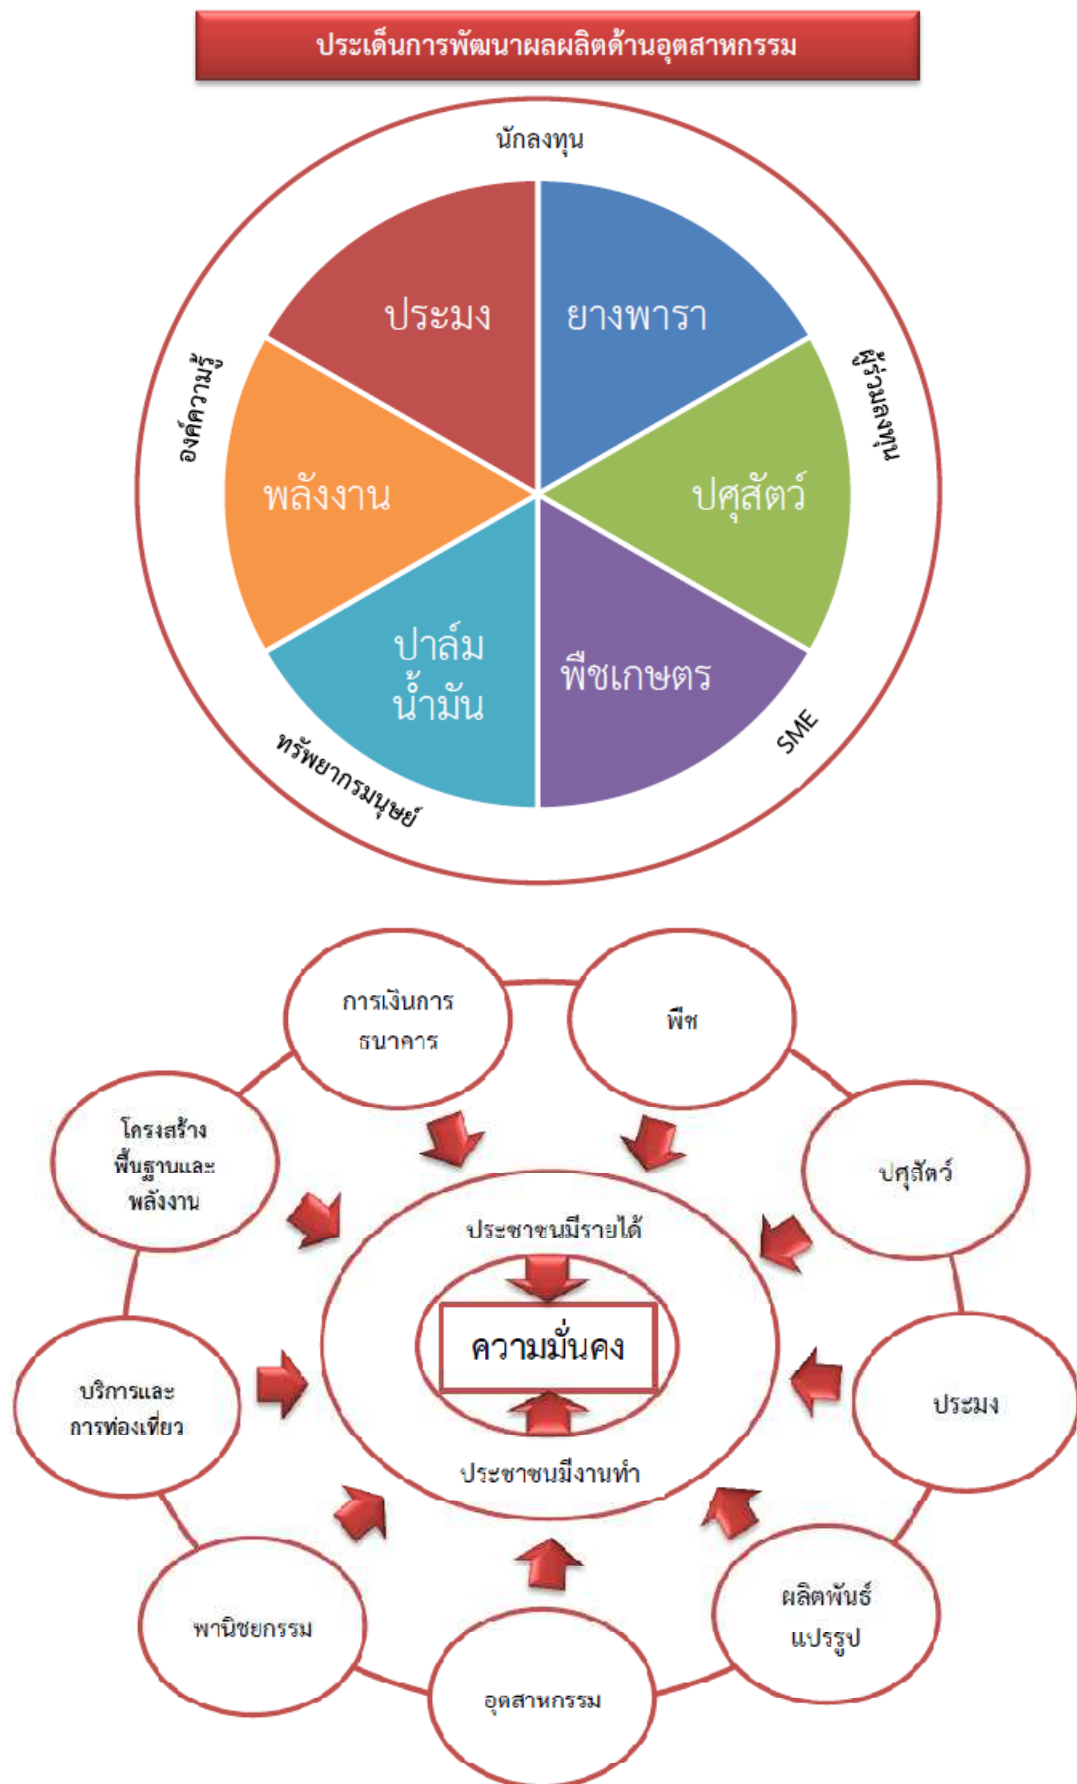 ประเด็นการพัฒนาผลผลิตด้านอุตสาหกรรม
นักลงทุน
ประมง
ยางพารา
องค์ความรู้
ผู้ร่วมลงทุน
พลังงาน
ปศุสัตว์
ปาล์ม
น้ำมัน
พืชเกษตร
ทรัพยากรมนุษย์
SME
การเงินการ
ธนาคาร
พืช
โครงสร้าง
พื้นฐานและ
พลังงาน
ปศุสัตว์
ประชาชนมีรายได้
ความมั่นคง
บริการและ
การท่องเที่ยว
ประมง
ประชาชนมีงานทำ
พานิชยกรรม
ผลิตพันธ์
แปรรูป
อุตสาหกรรม